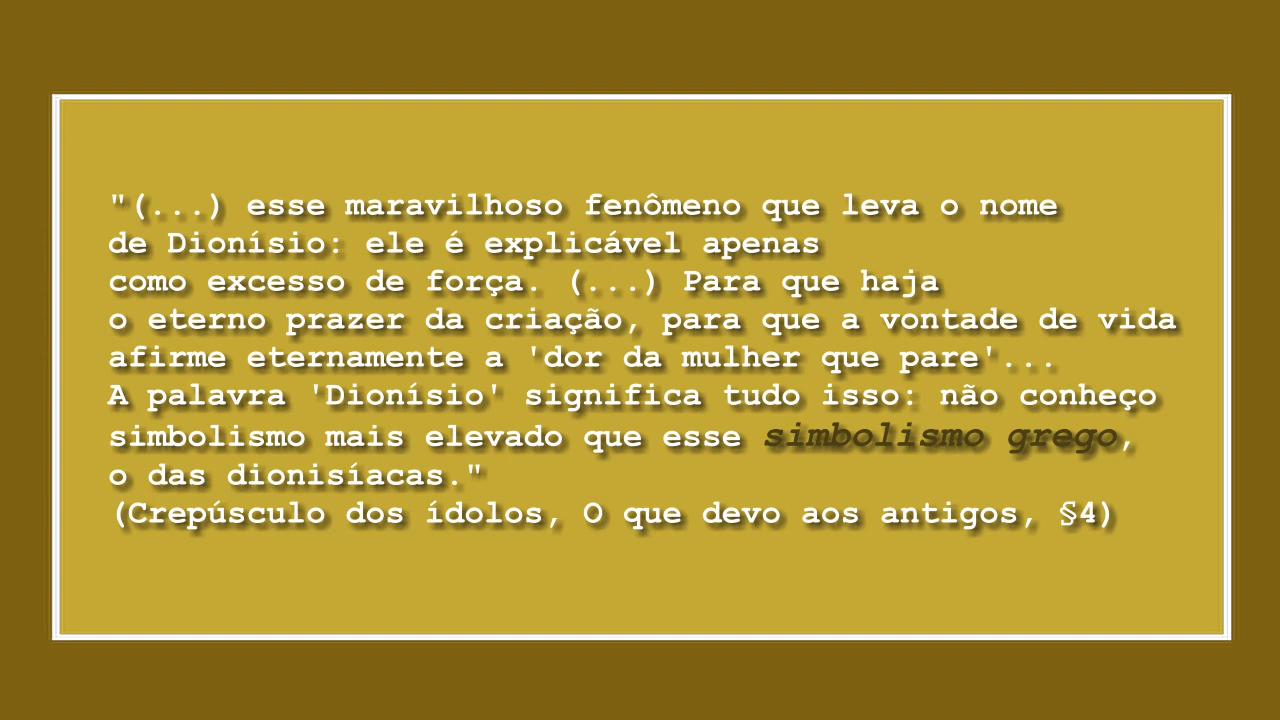 "(...) esse maravilhoso fenômeno que leva o nome
de Dionísio: ele é explicável apenas
como excesso de força. (...) Para que haja
o eterno prazer da criação, para que a vontade de vida
afirme eternamente a 'dor da mulher que pare'...
A palavra 'Dionísio' significa tudo isso: não conheço
simbolismo mais elevado que esse simbolismo grego,
o das dionisíacas."
(Crepúsculo dos ídolos, O que devo aos antigos, §4)